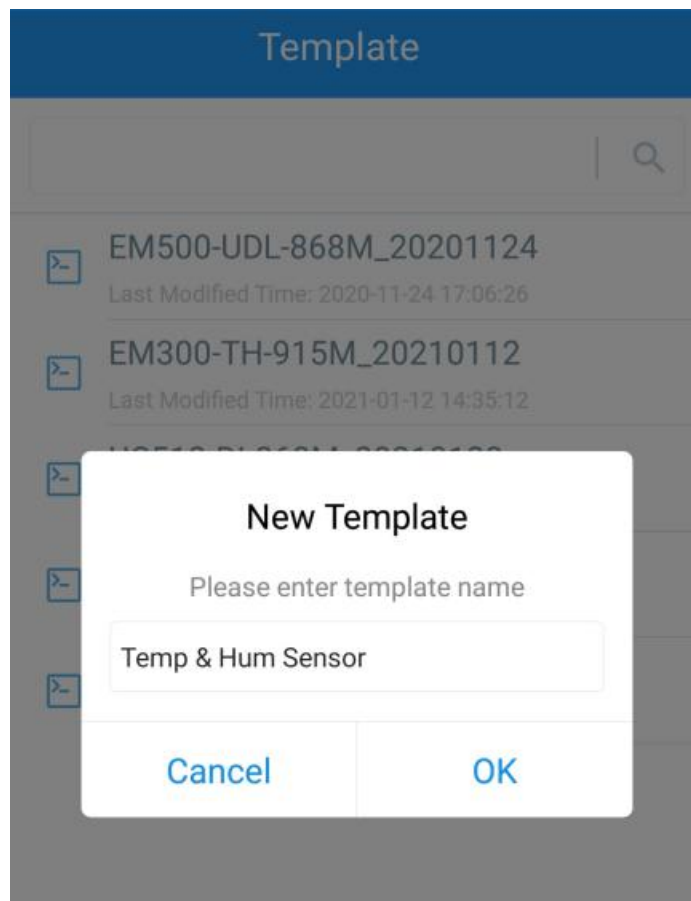 Template
EM500-UDL-868M_20201124
Last Modified Time: 2020-11-24 17:06:26
EM300-TH-915M_20210112
Last Modified Time: 2021-01-12 14:35:12
New Template
Please enter template name
Temp & Hum Sensor
Cancel
OK